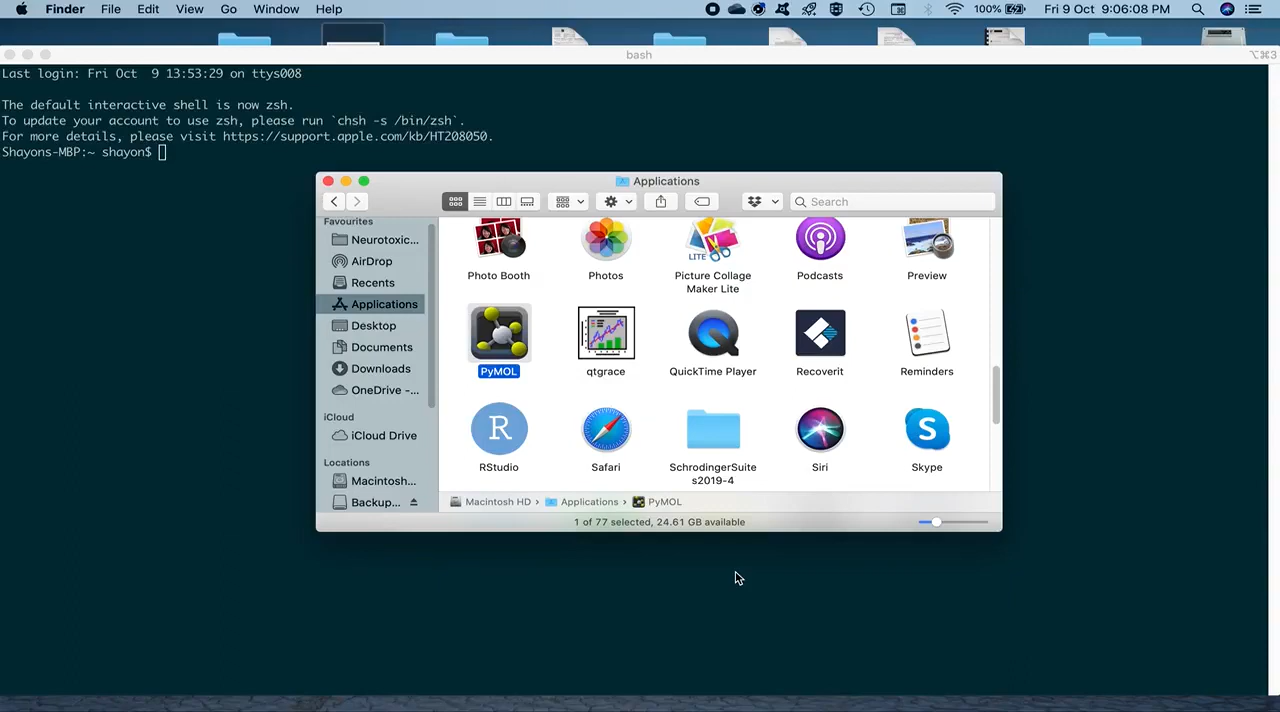 Finder File Edit View Go Window Help 100% Fri 9 Oct 9:06:08 PM
bash ⌥⌘3
Last login: Fri Oct  9 13:53:29 on ttys008
The default interactive shell is now zsh.
To update your account to use zsh, please run `chsh -s /bin/zsh`.
For more details, please visit https://support.apple.com/kb/HT208050.
Shayons-MBP:~ shayon$
Applications
Search
Favourites
Neurotoxic...
AirDrop
Recents
Applications
Desktop
Documents
Downloads
OneDrive -...
iCloud
iCloud Drive
Locations
Macintosh...
Backup...
Photo Booth
Photos
LITE
Picture Collage
Maker Lite
Podcasts
Preview
PyMOL
qtgrace
QuickTime Player
Recoverit
Reminders
R
RStudio
Safari
SchrodingerSuite
s2019-4
Siri
S
Skype
Macintosh HD › Applications › PyMOL
1 of 77 selected, 24.61 GB available